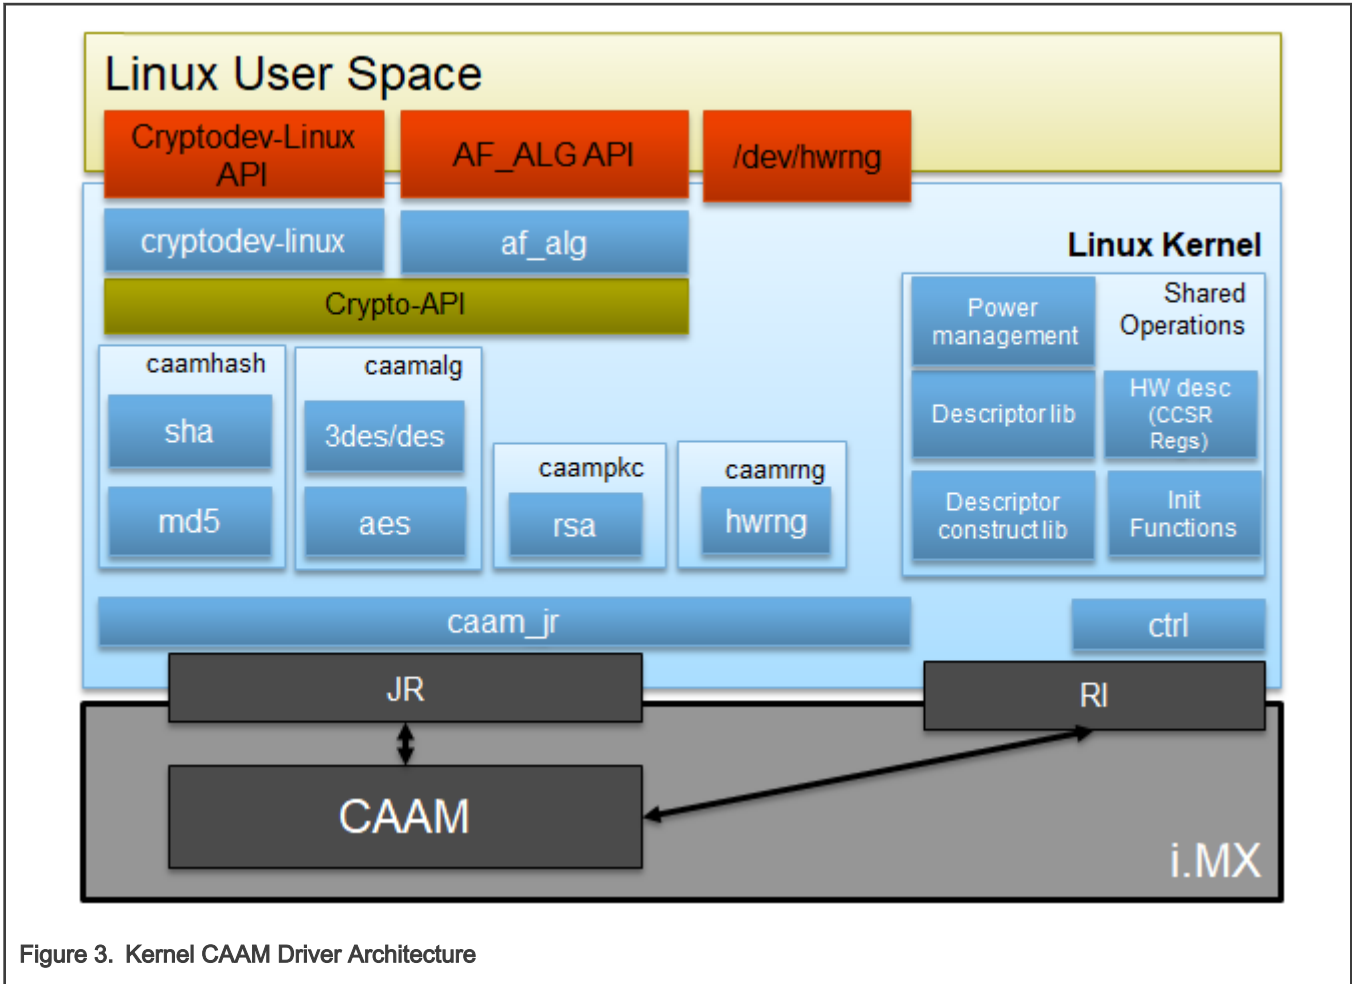 Linux User Space
Cryptodev-Linux
API
AF_ALG API
/dev/hwrng
cryptodev-linux
af_alg
Linux Kernel
Crypto-API
Power
management
Shared
Operations
Descriptor lib
HW desc
(CCSR
Regs)
Descriptor
construct lib
Init
Functions
caamhash
sha
md5
caamalg
3des/des
aes
caampkc
rsa
caamrng
hwrng
caam_jr
ctrl
JR
RI
CAAM
i.MX
Figure 3. Kernel CAAM Driver Architecture